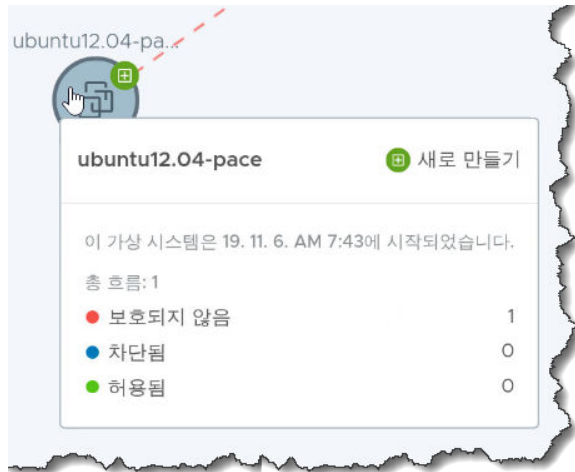 ubuntu12.04-pa...
ubuntu12.04-pace
새로 만들기
이 가상 시스템은 19. 11. 6. AM 7:43에 시작되었습니다.
총 흐름: 1
보호되지 않음 1
차단됨 0
허용됨 0